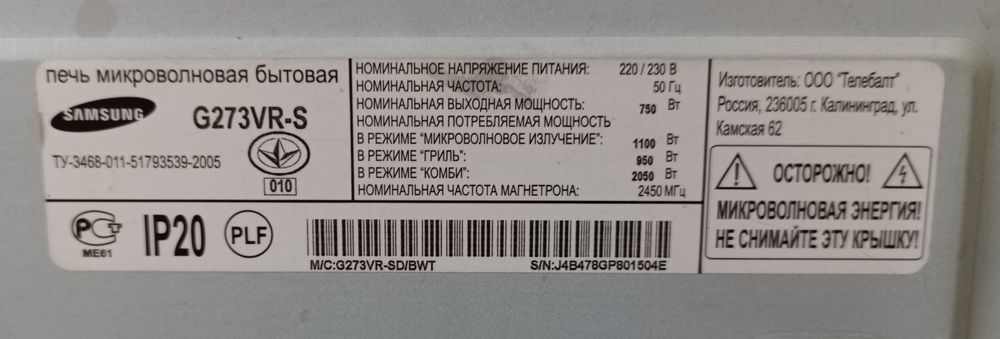 печь микроволновая бытовая
SAMSUNG
G273VR-S
ТУ-3468-011-51793539-2005
010
НОМИНАЛЬНОЕ НАПРЯЖЕНИЕ ПИТАНИЯ: 220 / 230 В
НОМИНАЛЬНАЯ ЧАСТОТА: 50 Гц
НОМИНАЛЬНАЯ ВЫХОДНАЯ МОЩНОСТЬ: 750 Вт
НОМИНАЛЬНАЯ ПОТРЕБЛЯЕМАЯ МОЩНОСТЬ
В РЕЖИМЕ "МИКРОВОЛНОВОЕ ИЗЛУЧЕНИЕ": 1100 Вт
В РЕЖИМЕ "ГРИЛЬ": 950 Вт
В РЕЖИМЕ "КОМБИ": 2050 Вт
НОМИНАЛЬНАЯ ЧАСТОТА МАГНЕТРОНА: 2450 МГц
Изготовитель: ООО "Телебалт"
Россия, 236005 г. Калининград, ул.
Камская 62
ОСТОРОЖНО!
МИКРОВОЛНОВАЯ ЭНЕРГИЯ!
НЕ СНИМАЙТЕ ЭТУ КРЫШКУ!
РСТ
МЕ61
IP20
PLF
M/C:G273VR-SD/BWT
S/N:J4B478GP801504E